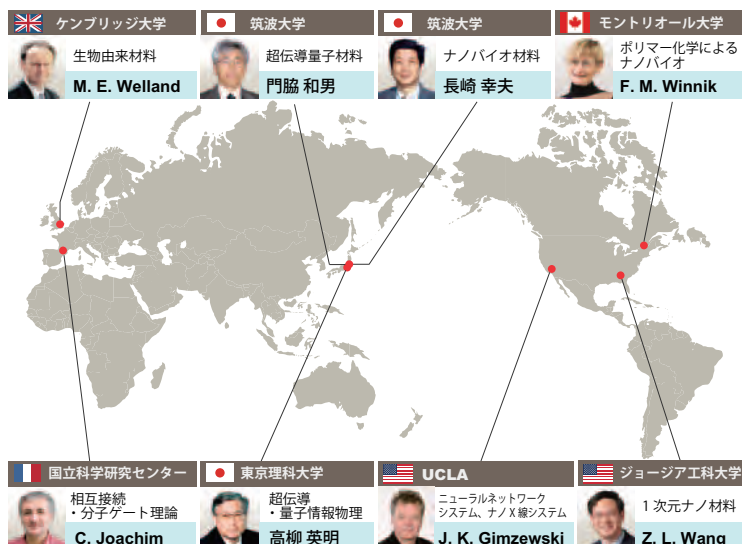 ケンブリッジ大学
生物由来材料
M. E. Welland
筑波大学
超伝導量子材料
門脇 和男
筑波大学
ナノバイオ材料
長崎 幸夫
モントリオール大学
ポリマー化学による
ナノバイオ
F. M. Winnik
国立科学研究センター
相互接続
・分子ゲート理論
C. Joachim
東京理科大学
超伝導
・量子情報物理
高柳 英明
UCLA
ニューラルネットワーク
システム、ナノX線システム
J. K. Gimzewski
ジョージア工科大学
1次元ナノ材料
Z. L. Wang